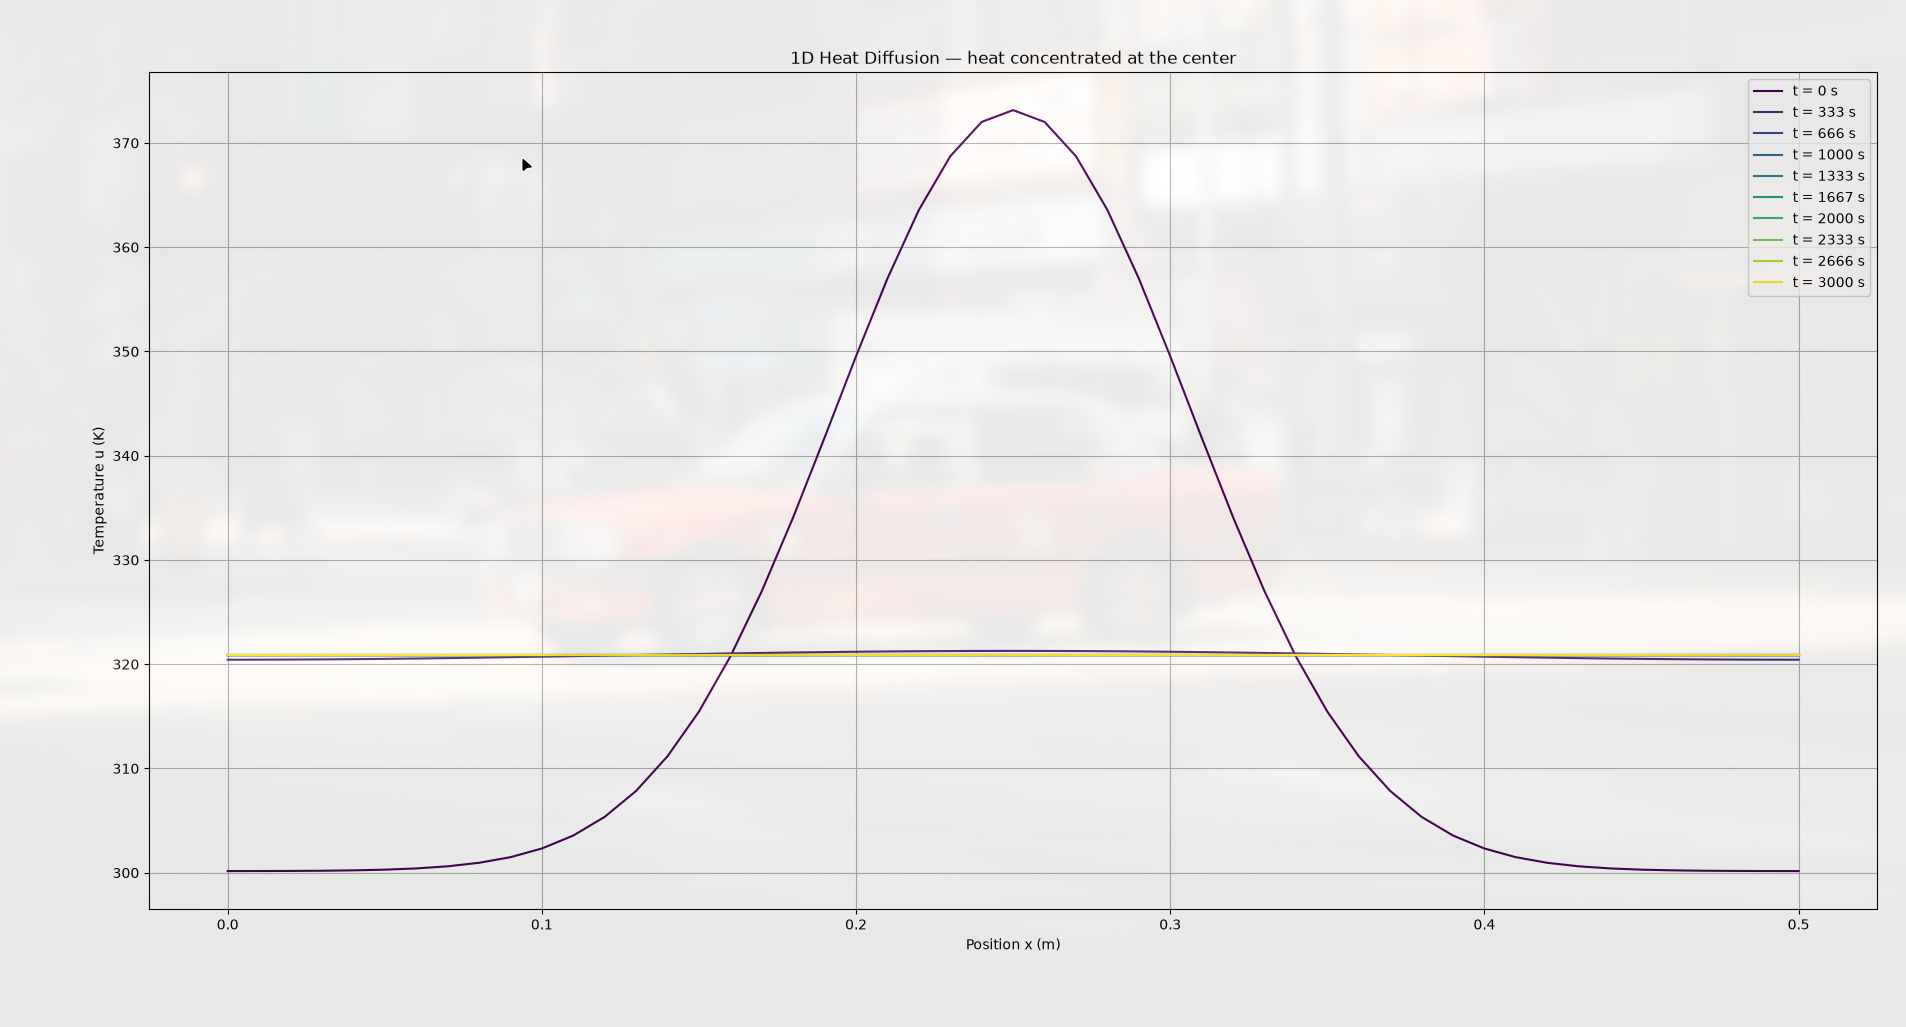 1D Heat Diffusion — heat concentrated at the center
t = 0 s
t = 333 s
t = 666 s
t = 1000 s
t = 1333 s
t = 1667 s
t = 2000 s
t = 2333 s
t = 2666 s
t = 3000 s
370
360
350
340
330
320
310
300
Temperature u (K)
0.0 0.1 0.2 0.3 0.4 0.5
Position x (m)